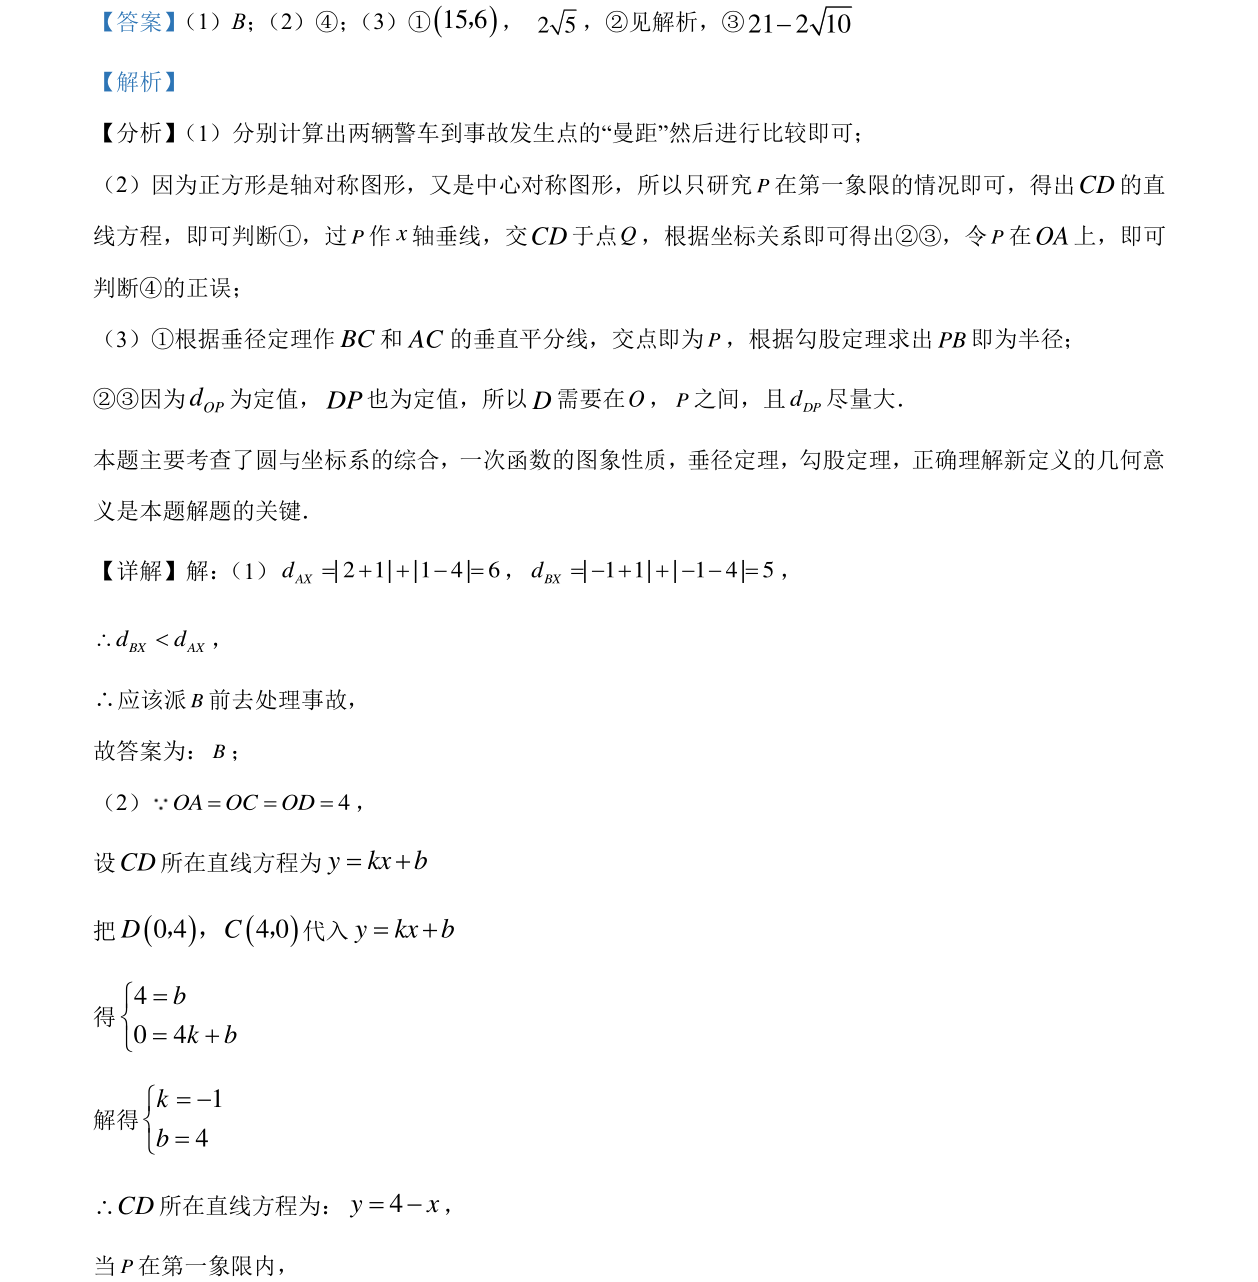 【答案】（1）B；（2）④；（3）①(15,6)， 2√5，②见解析，③21－2√10
【解析】
【分析】（1）分别计算出两辆警车到事故发生点的“曼距”然后进行比较即可；
（2）因为正方形是轴对称图形，又是中心对称图形，所以只研究P在第一象限的情况即可，得出CD的直
线方程，即可判断①，过P作x轴垂线，交CD于点Q，根据坐标关系即可得出②③，令P在OA上，即可
判断④的正误；
（3）①根据垂径定理作BC和AC的垂直平分线，交点即为P，根据勾股定理求出PB即为半径；
②③因为d_OP为定值，DP也为定值，所以D需要在O，P之间，且d_DP尽量大．
本题主要考查了圆与坐标系的综合，一次函数的图象性质，垂径定理，勾股定理，正确理解新定义的几何意
义是本题解题的关键．
【详解】解：（1）d_AX=|2+1|+|1−4|=6，d_BX=|−1+1|+|−1−4|=5，
∴d_BX<d_AX，
∴应该派B前去处理事故，
故答案为：B；
（2）∵OA=OC=OD=4，
设CD所在直线方程为y=kx+b
把D(0,4)，C(4,0)代入y=kx+b
得{4=b
0=4k+b
解得{k=−1
b=4
∴CD所在直线方程为：y=4−x，
当P在第一象限内，